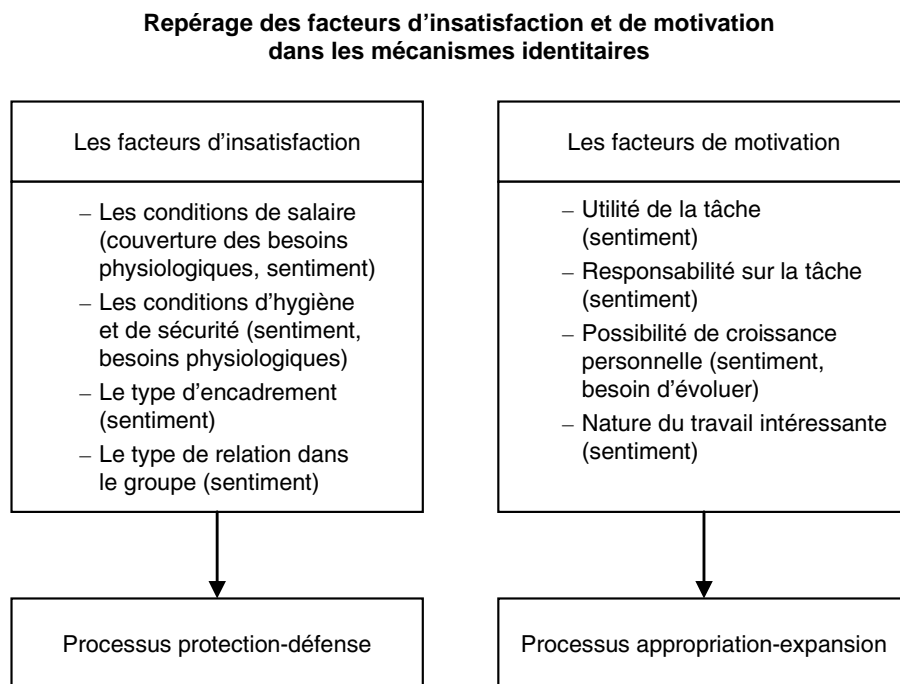 Repérage des facteurs d’insatisfaction et de motivation
dans les mécanismes identitaires
Les facteurs d’insatisfaction
– Les conditions de salaire
(couverture des besoins
physiologiques, sentiment)
– Les conditions d’hygiène
et de sécurité (sentiment,
besoins physiologiques)
– Le type d’encadrement
(sentiment)
– Le type de relation dans
le groupe (sentiment)
Processus protection-défense
Les facteurs de motivation
– Utilité de la tâche
(sentiment)
– Responsabilité sur la tâche
(sentiment)
– Possibilité de croissance
personnelle (sentiment,
besoin d’évoluer)
– Nature du travail intéressante
(sentiment)
Processus appropriation-expansion